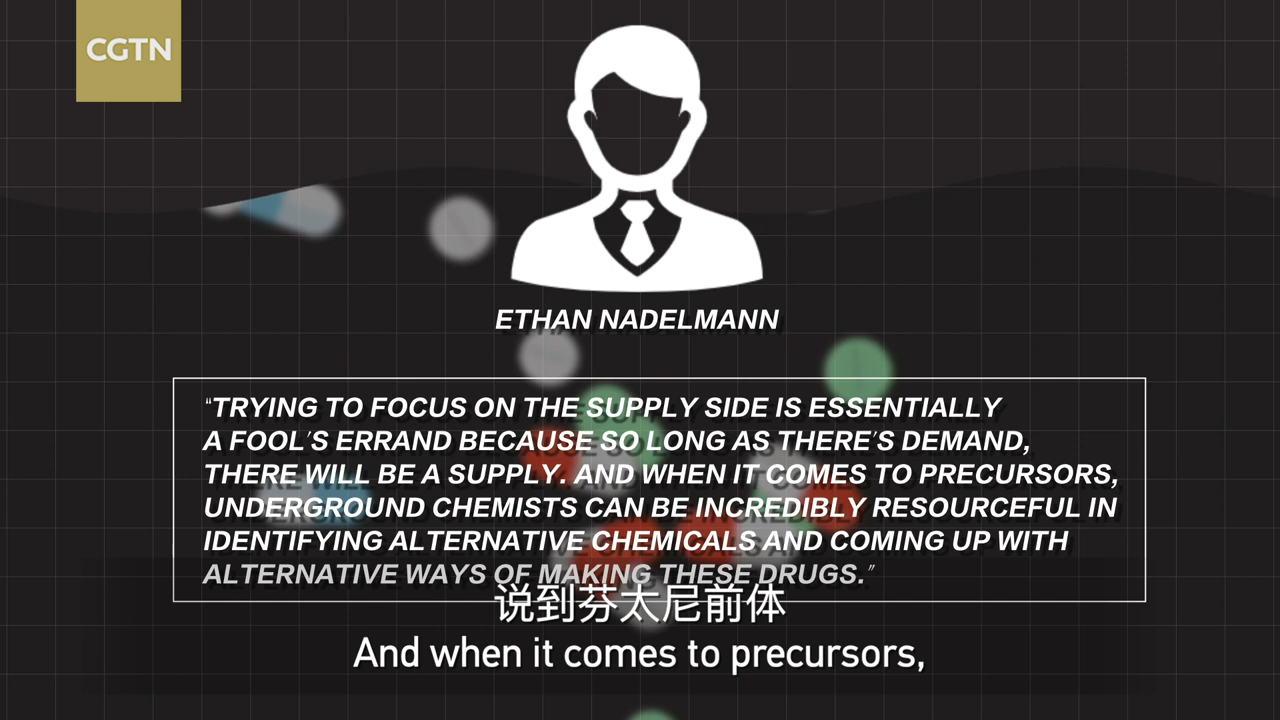 CGTN
ETHAN NADELMANN
“TRYING TO FOCUS ON THE SUPPLY SIDE IS ESSENTIALLY
A FOOL’S ERRAND BECAUSE SO LONG AS THERE’S DEMAND,
THERE WILL BE A SUPPLY. AND WHEN IT COMES TO PRECURSORS,
UNDERGROUND CHEMISTS CAN BE INCREDIBLY RESOURCEFUL IN
IDENTIFYING ALTERNATIVE CHEMICALS AND COMING UP WITH
ALTERNATIVE WAYS OF MAKING THESE DRUGS.”
说到芬太尼前体
And when it comes to precursors,